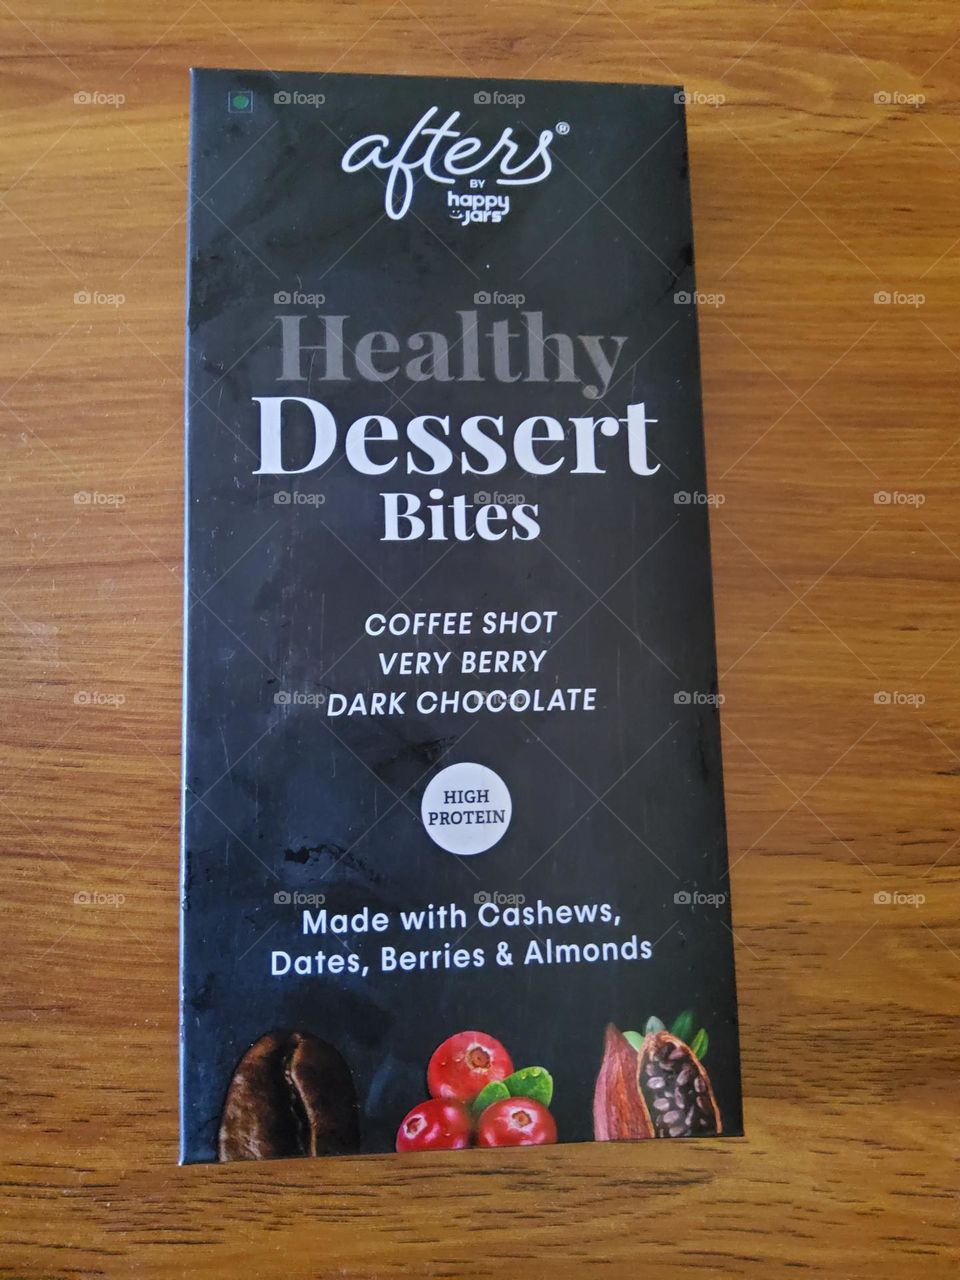 afters®
BY
happy
jars
Healthy
Dessert
Bites
COFFEE SHOT
VERY BERRY
DARK CHOCOLATE
HIGH
PROTEIN
Made with Cashews,
Dates, Berries & Almonds
foap